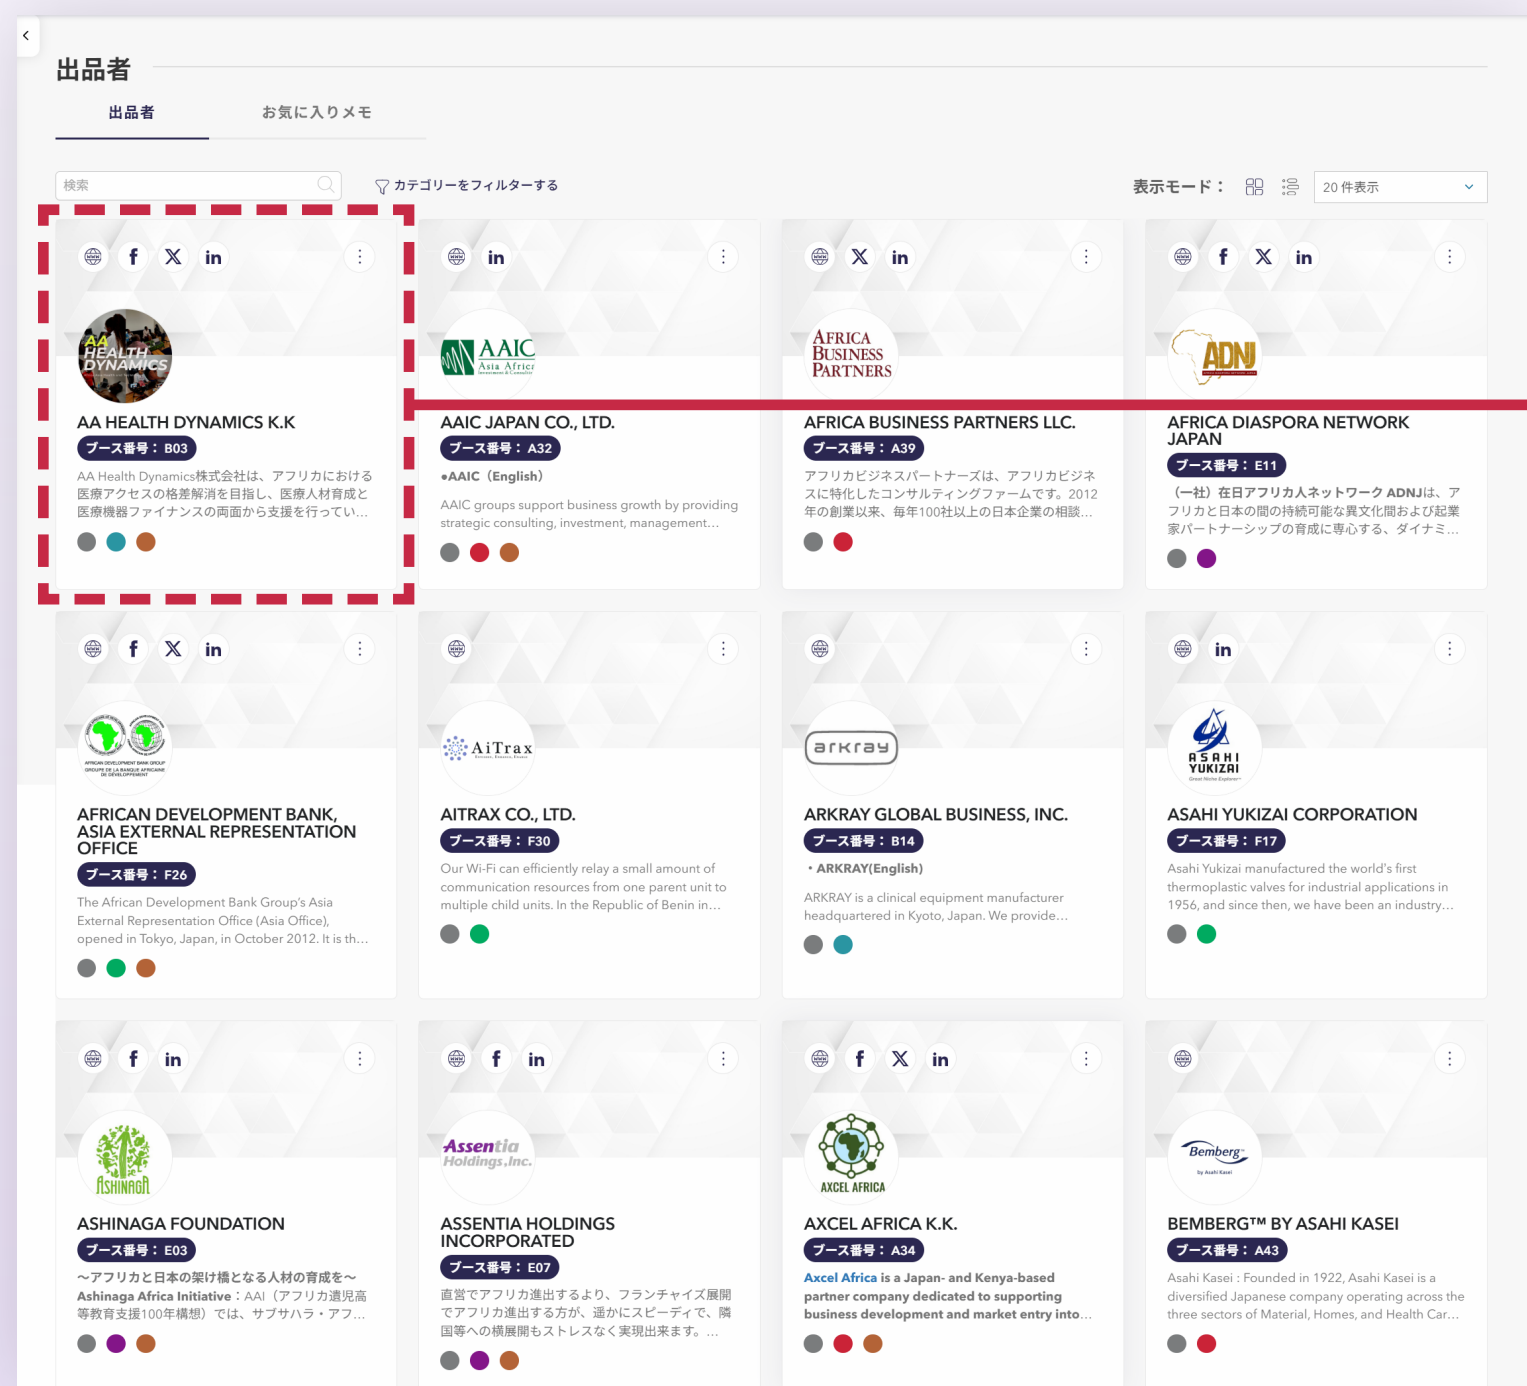 出品者
出品者
お気に入りメモ
検索
カテゴリーをフィルターする
表示モード：
20 件表示
AA
HEALTH
DYNAMICS
AA HEALTH DYNAMICS K.K
ブース番号： B03
AA Health Dynamics株式会社は、アフリカにおける
医療アクセスの格差解消を目指し、医療人材育成と
医療機器ファイナンスの両面から支援を行ってい…
AAIC
Asia Africa
AAIC JAPAN CO., LTD.
ブース番号： A32
●AAIC（English）
AAIC groups support business growth by providing
strategic consulting, investment, management…
AFRICA
BUSINESS
PARTNERS
AFRICA BUSINESS PARTNERS LLC.
ブース番号： A39
アフリカビジネスパートナーズは、アフリカビジネ
スに特化したコンサルティングファームです。2012
年の創業以来、毎年100社以上の日本企業の相談…
ADNJ
AFRICA DIASPORA NETWORK
JAPAN
ブース番号： E11
（一社）在日アフリカ人ネットワーク ADNJは、ア
フリカと日本の間の持続可能な異文化間および起業
家パートナーシップの育成に専心する、ダイナミ…
AFRICAN DEVELOPMENT BANK GROUP
GROUPE DE LA BANQUE AFRICAINE
DE DÉVELOPPEMENT
AFRICAN DEVELOPMENT BANK,
ASIA EXTERNAL REPRESENTATION
OFFICE
ブース番号： F26
The African Development Bank Group's Asia
External Representation Office (Asia Office),
opened in Tokyo, Japan, in October 2012. It is th…
AiTrax
AITRAX CO., LTD.
ブース番号： F30
Our Wi-Fi can efficiently relay a small amount of
communication resources from one parent unit to
multiple child units. In the Republic of Benin in…
arkray
ARKRAY GLOBAL BUSINESS, INC.
ブース番号： B14
・ARKRAY(English)
ARKRAY is a clinical equipment manufacturer
headquartered in Kyoto, Japan. We provide…
ASAHI
YUKIZAI
Great Niche Explorer
ASAHI YUKIZAI CORPORATION
ブース番号： F17
Asahi Yukizai manufactured the world's first
thermoplastic valves for industrial applications in
1956, and since then, we have been an industry…
ASHINAGA
ASHINAGA FOUNDATION
ブース番号： E03
～アフリカと日本の架け橋となる人材の育成を～
Ashinaga Africa Initiative：AAI（アフリカ遺児高
等教育支援100年構想）では、サブサハラ・アフ…
Assentia
Holdings,Inc.
ASSENTIA HOLDINGS
INCORPORATED
ブース番号： E07
直営でアフリカ進出するより、フランチャイズ展開
でアフリカ進出する方が、遥かにスピーディで、隣
国等への横展開もストレスなく実現出来ます。…
AXCEL AFRICA
AXCEL AFRICA K.K.
ブース番号： A34
Axcel Africa is a Japan- and Kenya-based
partner company dedicated to supporting
business development and market entry into…
Bemberg™
by Asahi Kasei
BEMBERG™ BY ASAHI KASEI
ブース番号： A43
Asahi Kasei : Founded in 1922, Asahi Kasei is a
diversified Japanese company operating across the
three sectors of Material, Homes, and Health Car…